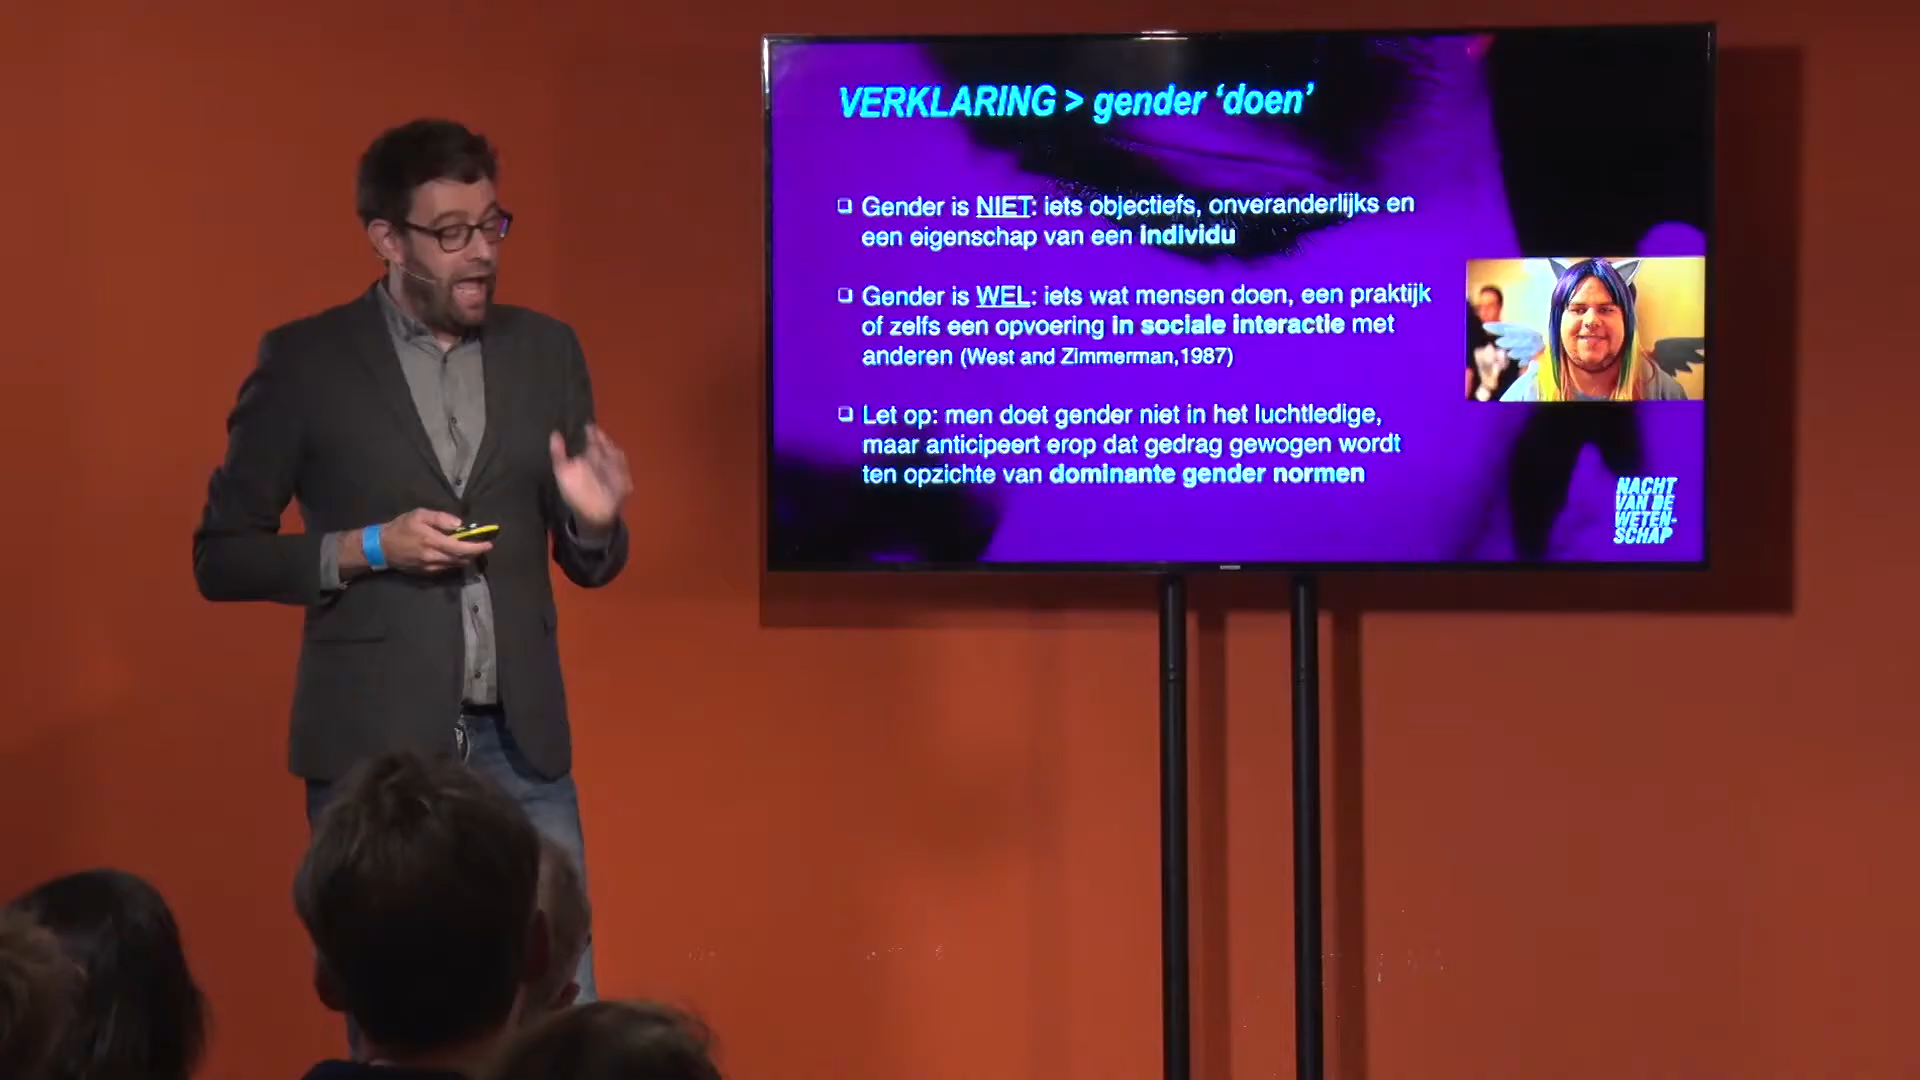 VERKLARING > gender ‘doen’
❑ Gender is NIET: iets objectiefs, onveranderlijks en
een eigenschap van een individu
❑ Gender is WEL: iets wat mensen doen, een praktijk
of zelfs een opvoering in sociale interactie met
anderen (West and Zimmerman,1987)
❑ Let op: men doet gender niet in het luchtledige,
maar anticipeert erop dat gedrag gewogen wordt
ten opzichte van dominante gender normen
NACHT
VAN DE
WETEN-
SCHAP